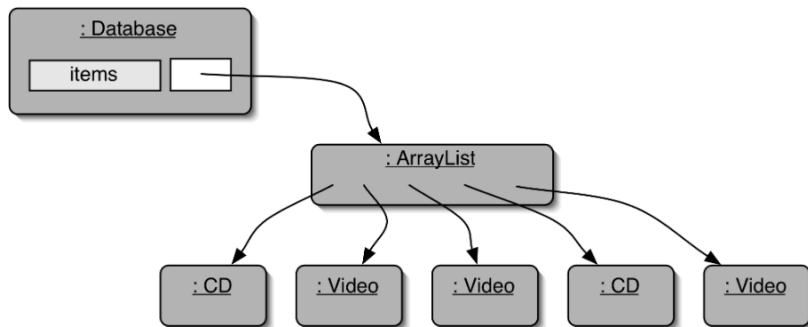 : Database
items
: ArrayList
: CD
: Video
: Video
: CD
: Video